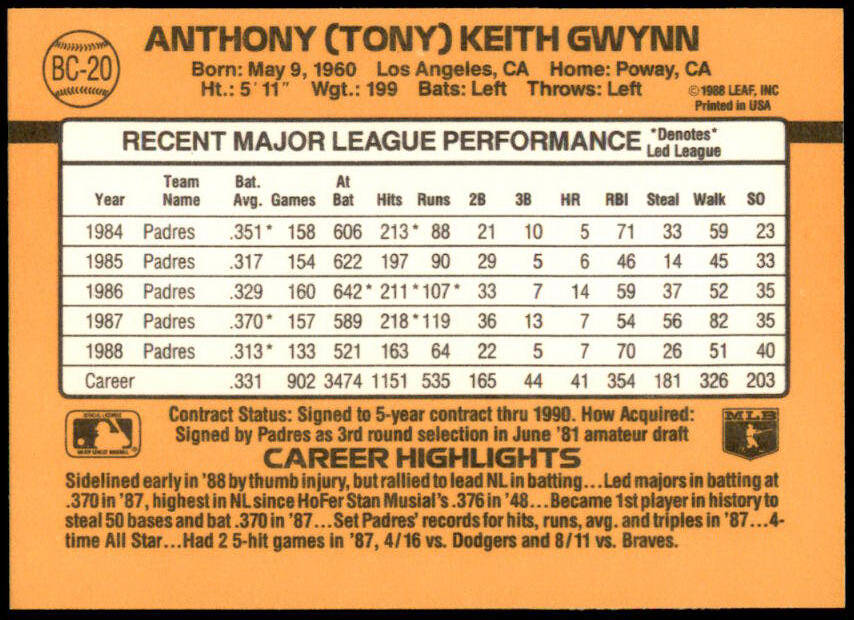 BC-20
ANTHONY (TONY) KEITH GWYNN
Born: May 9, 1960 Los Angeles, CA Home: Poway, CA
Ht.: 5' 11" Wgt.: 199 Bats: Left Throws: Left
©1988 LEAF, INC
Printed in USA
RECENT MAJOR LEAGUE PERFORMANCE *Denotes*
Led League
Year Team Name Bat. Avg. Games At Bat Hits Runs 2B 3B HR RBI Steal Walk SO
1984 Padres .351* 158 606 213* 88 21 10 5 71 33 59 23
1985 Padres .317 154 622 197 90 29 5 6 46 14 45 33
1986 Padres .329 160 642* 211* 107* 33 7 14 59 37 52 35
1987 Padres .370* 157 589 218* 119 36 13 7 54 56 82 35
1988 Padres .313* 133 521 163 64 22 5 7 70 26 51 40
Career .331 902 3474 1151 535 165 44 41 354 181 326 203
Contract Status: Signed to 5-year contract thru 1990. How Acquired:
Signed by Padres as 3rd round selection in June '81 amateur draft
MLB
CAREER HIGHLIGHTS
Sidelined early in '88 by thumb injury, but rallied to lead NL in batting...Led majors in batting at
.370 in '87, highest in NL since HoFer Stan Musial's .376 in '48...Became 1st player in history to
steal 50 bases and bat .370 in '87...Set Padres' records for hits, runs, avg. and triples in '87...4-
time All Star...Had 2 5-hit games in '87, 4/16 vs. Dodgers and 8/11 vs. Braves.